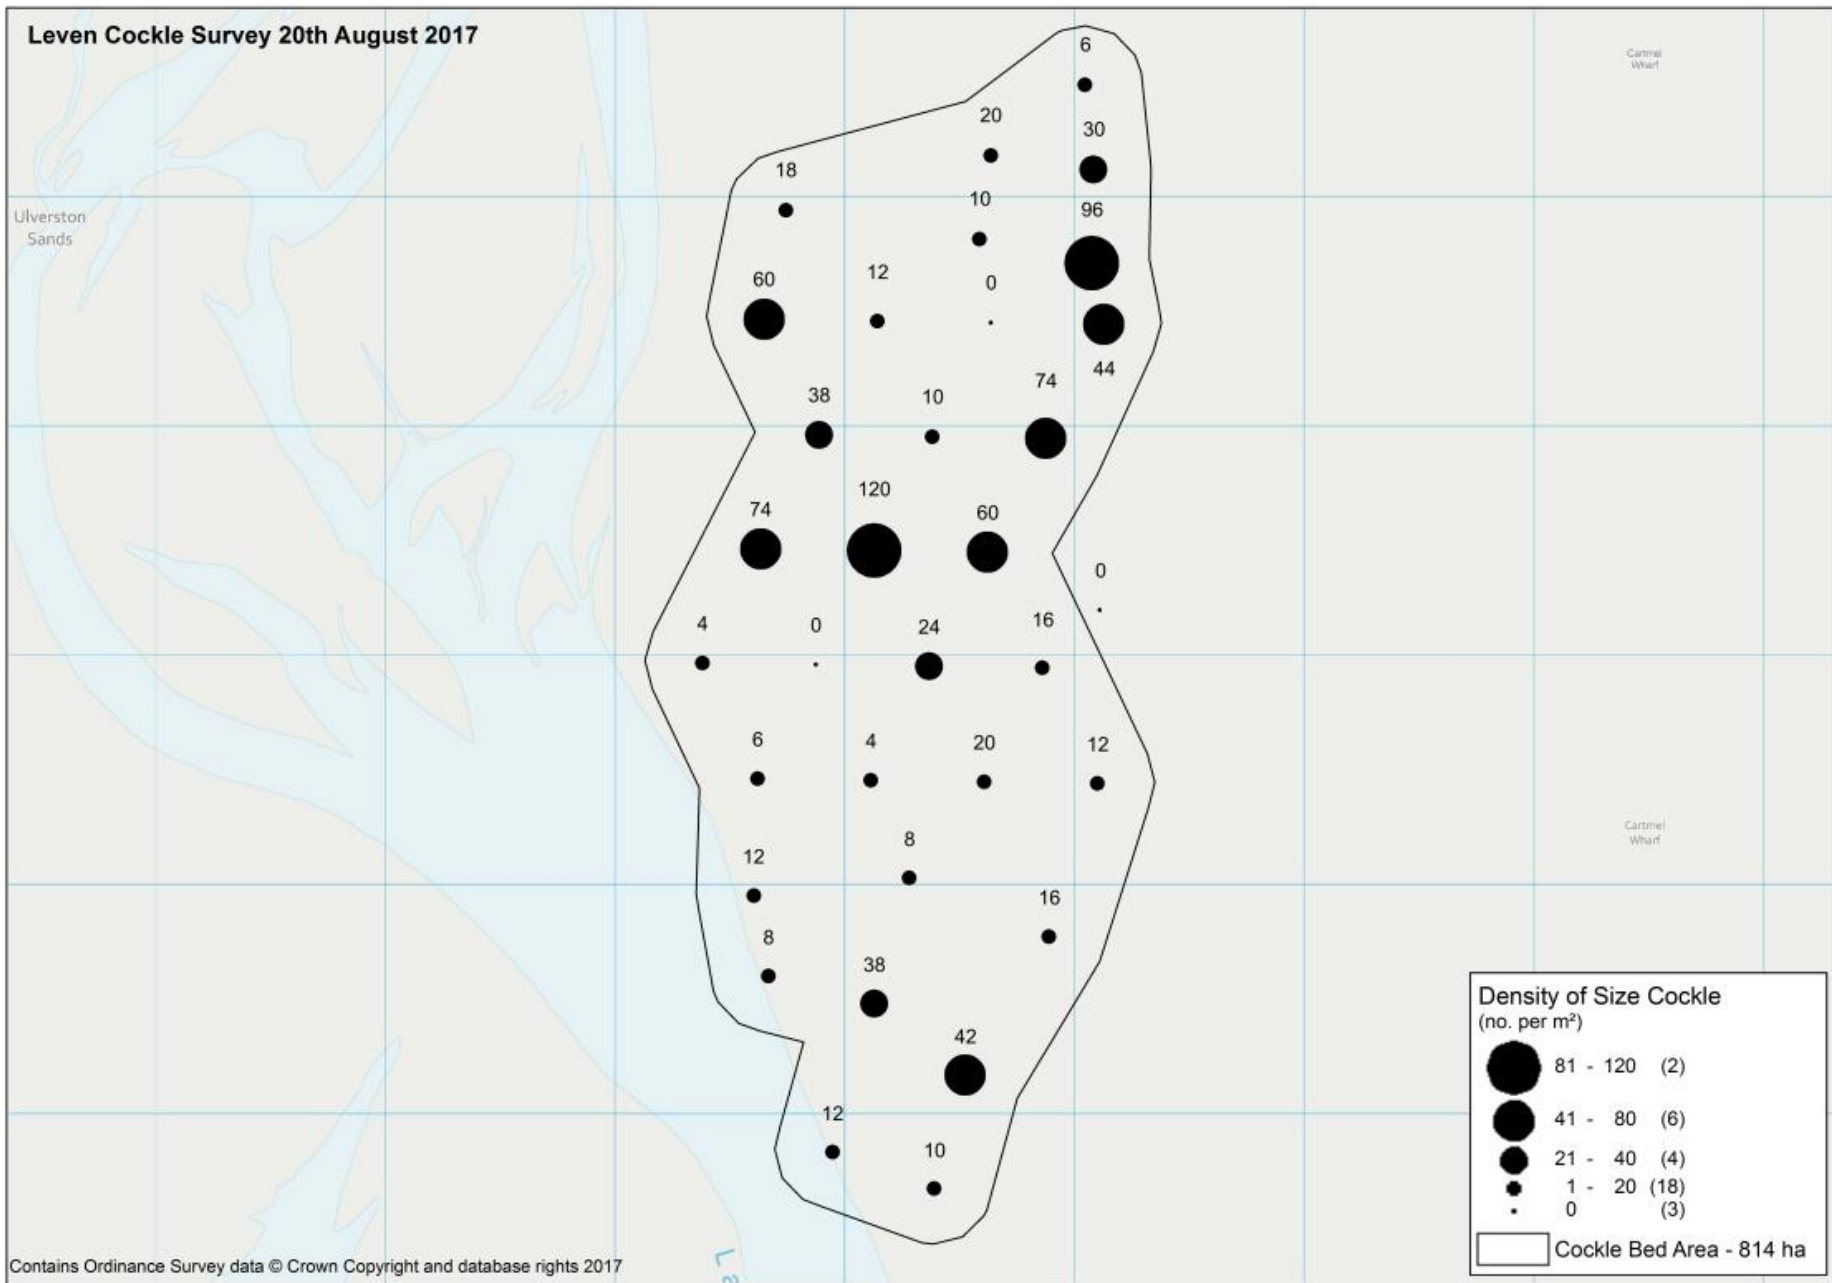 Leven Cockle Survey 20th August 2017
6
Cartmel
Wharf
20
30
18
10
96
Ulverston
Sands
60
12
0
44
38
10
74
74
120
60
0
4
0
24
16
6
4
20
12
Cartmel
Wharf
12
8
16
8
38
42
12
10
Density of Size Cockle
(no. per m²)
81 - 120 (2)
41 - 80 (6)
21 - 40 (4)
1 - 20 (18)
0 (3)
Cockle Bed Area - 814 ha
Contains Ordinance Survey data © Crown Copyright and database rights 2017